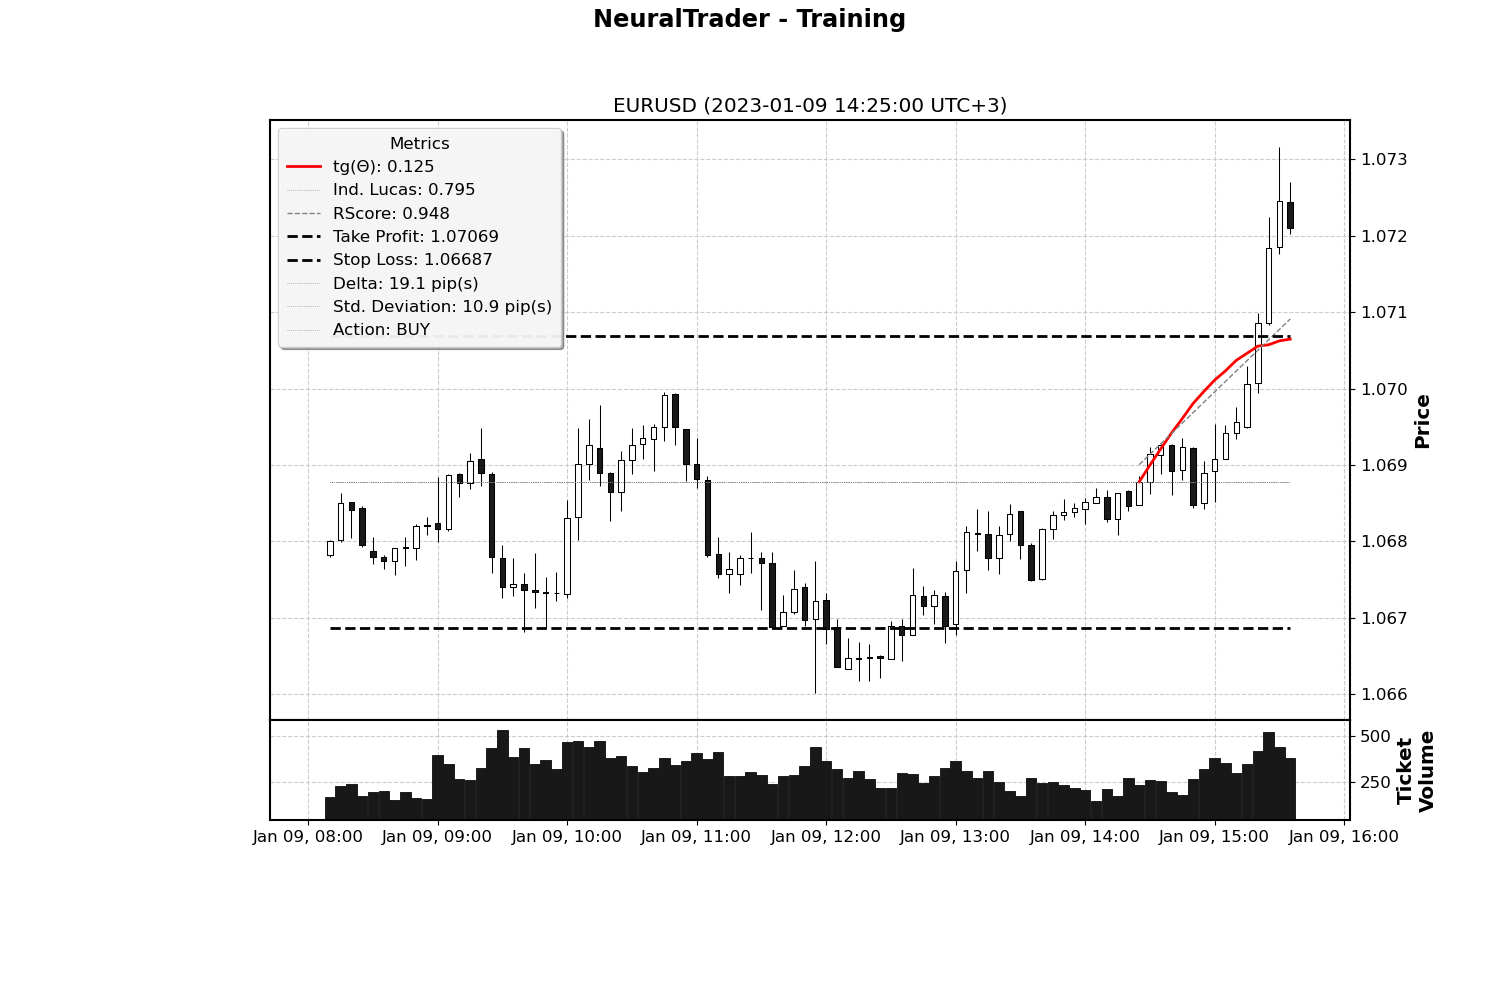 NeuralTrader - Training
EURUSD (2023-01-09 14:25:00 UTC+3)
Metrics
tg(Θ): 0.125
Ind. Lucas: 0.795
RScore: 0.948
Take Profit: 1.07069
Stop Loss: 1.06687
Delta: 19.1 pip(s)
Std. Deviation: 10.9 pip(s)
Action: BUY
1.073
1.072
1.071
1.070
1.069
1.068
1.067
1.066
Price
500
250
Ticket
Volume
Jan 09, 08:00
Jan 09, 09:00
Jan 09, 10:00
Jan 09, 11:00
Jan 09, 12:00
Jan 09, 13:00
Jan 09, 14:00
Jan 09, 15:00
Jan 09, 16:00